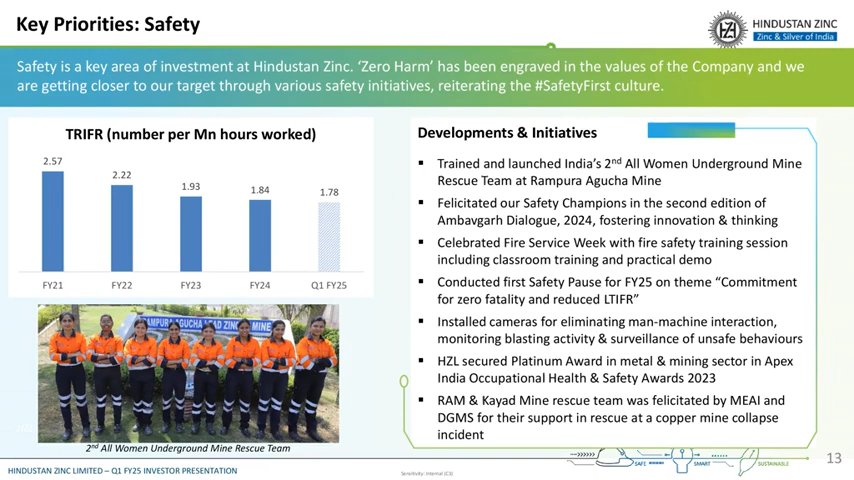 Key Priorities: Safety
HINDUSTAN ZINC
Zinc & Silver of India
Safety is a key area of investment at Hindustan Zinc. ‘Zero Harm’ has been engraved in the values of the Company and we
are getting closer to our target through various safety initiatives, reiterating the #SafetyFirst culture.
TRIFR (number per Mn hours worked)
2.57
2.22
1.93
1.84
1.78
FY21
FY22
FY23
FY24
Q1 FY25
RAMPURA AGUCHA LEAD ZINC MINE
2nd All Women Underground Mine Rescue Team
Developments & Initiatives
▪ Trained and launched India’s 2nd All Women Underground Mine
Rescue Team at Rampura Agucha Mine
▪ Felicitated our Safety Champions in the second edition of
Ambavgarh Dialogue, 2024, fostering innovation & thinking
▪ Celebrated Fire Service Week with fire safety training session
including classroom training and practical demo
▪ Conducted first Safety Pause for FY25 on theme “Commitment
for zero fatality and reduced LTIFR”
▪ Installed cameras for eliminating man-machine interaction,
monitoring blasting activity & surveillance of unsafe behaviours
▪ HZL secured Platinum Award in metal & mining sector in Apex
India Occupational Health & Safety Awards 2023
▪ RAM & Kayad Mine rescue team was felicitated by MEAI and
DGMS for their support in rescue at a copper mine collapse
incident
SAFE
SMART
SUSTAINABLE
13
HINDUSTAN ZINC LIMITED – Q1 FY25 INVESTOR PRESENTATION
Sensitivity: Internal (C3)